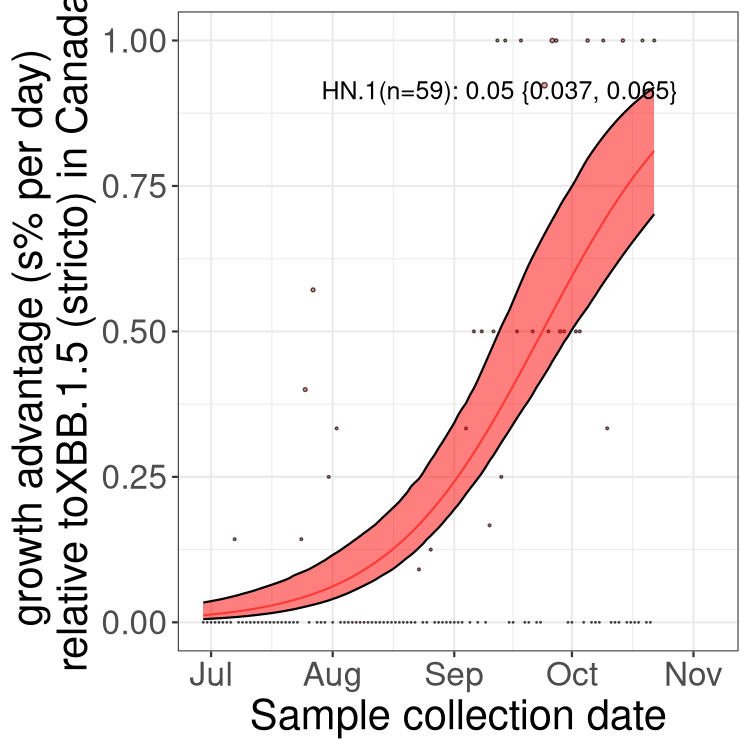 growth advantage (s% per day)
relative toXBB.1.5 (stricto) in Canada
1.00
0.75
0.50
0.25
0.00
HN.1(n=59): 0.05 {0.037, 0.065}
Jul Aug Sep Oct Nov
Sample collection date